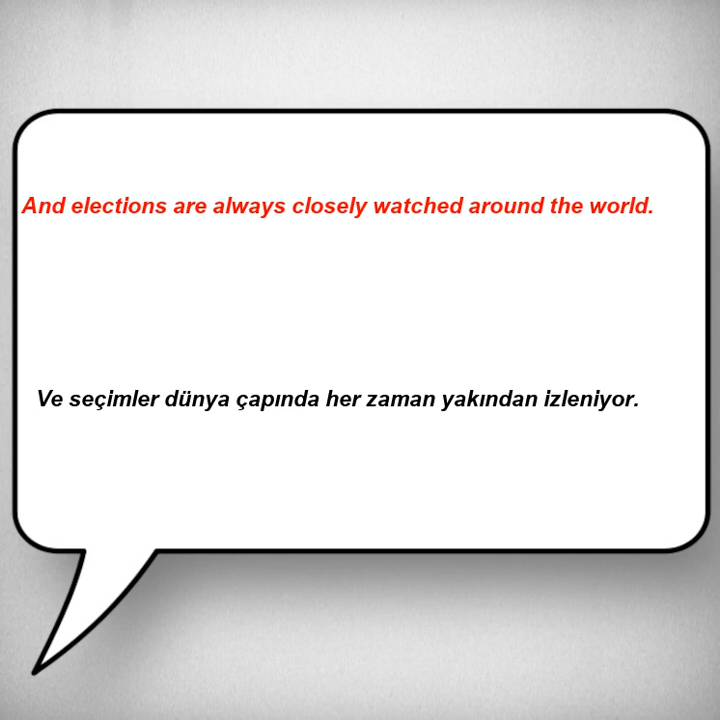 And elections are always closely watched around the world.
Ve seçimler dünya çapında her zaman yakından izleniyor.